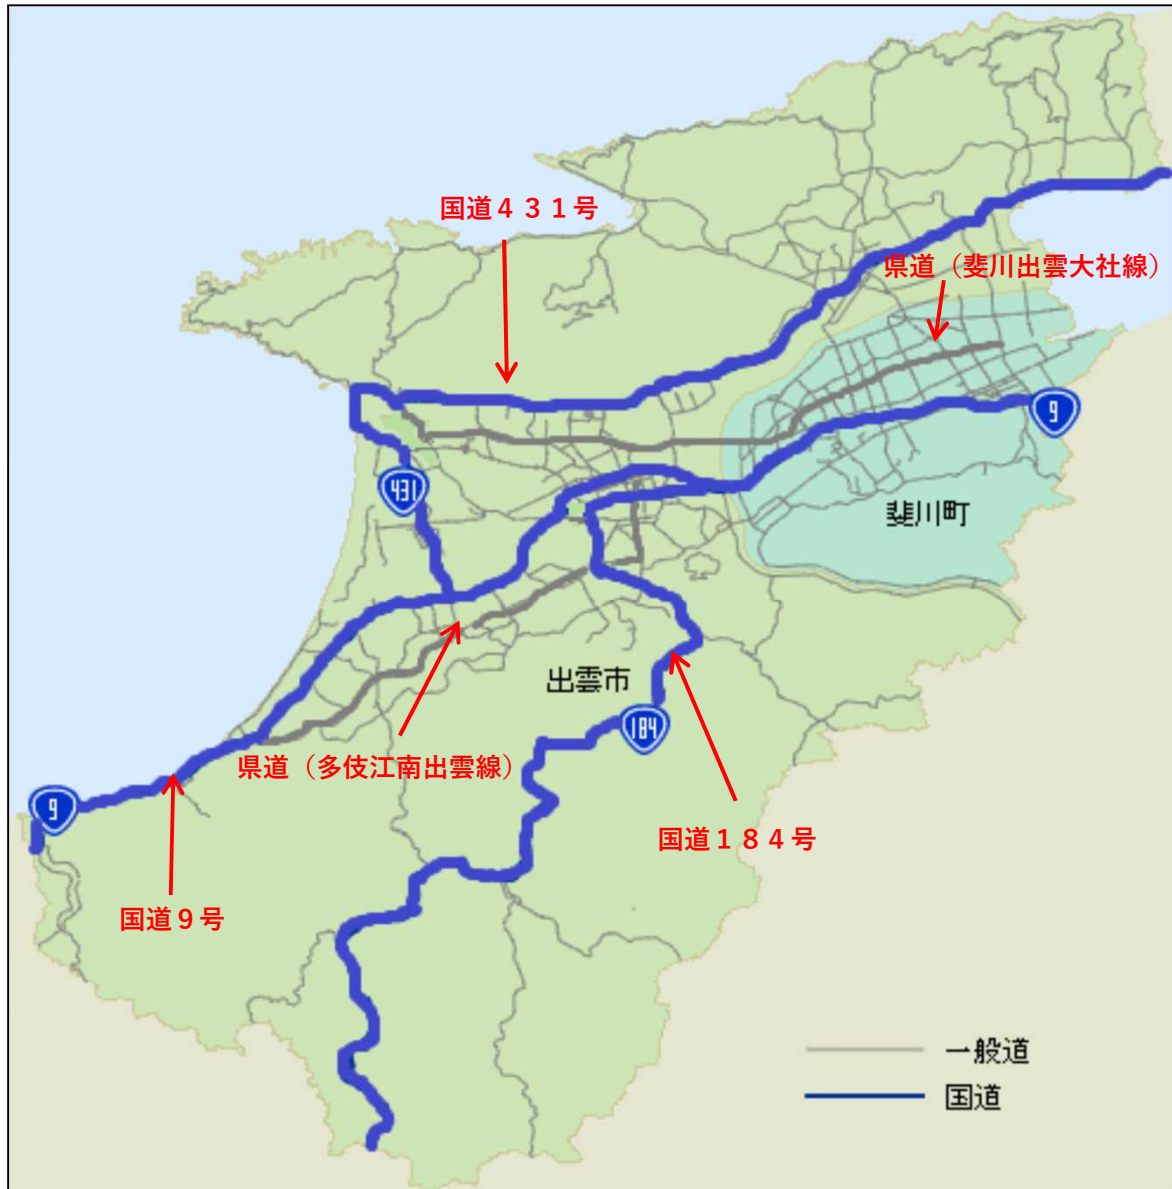 国道４３１号
県道（斐川出雲大社線）
9
431
斐川町
出雲市
184
県道（多伎江南出雲線）
9
国道１８４号
国道９号
一般道
国道